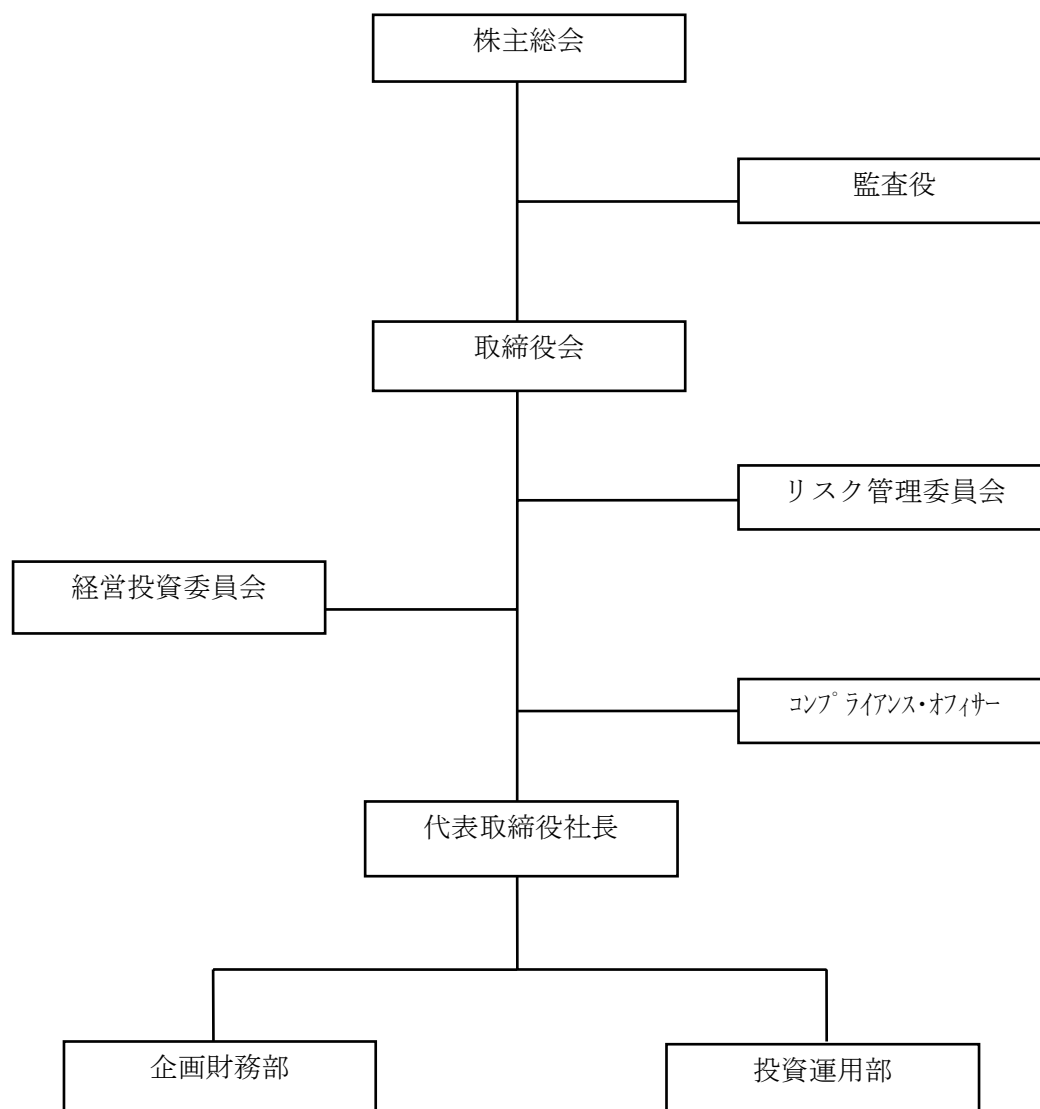 株主総会
監査役
取締役会
リスク管理委員会
経営投資委員会
コンプライアンス・オフィサー
代表取締役社長
企画財務部
投資運用部